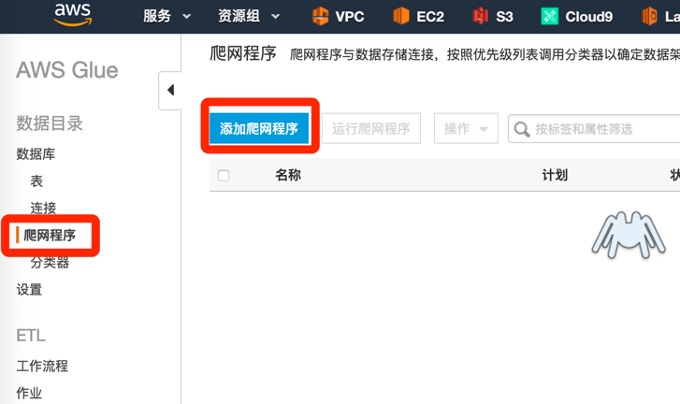 aws 服务 资源组 VPC EC2 S3 Cloud9 La
AWS Glue
爬网程序 爬网程序与数据存储连接，按照优先级列表调用分类器以确定数据架
添加爬网程序 运行爬网程序 操作 按标签和属性筛选
名称 计划 状
数据目录
数据库
表
连接
爬网程序
分类器
设置
ETL
工作流程
作业